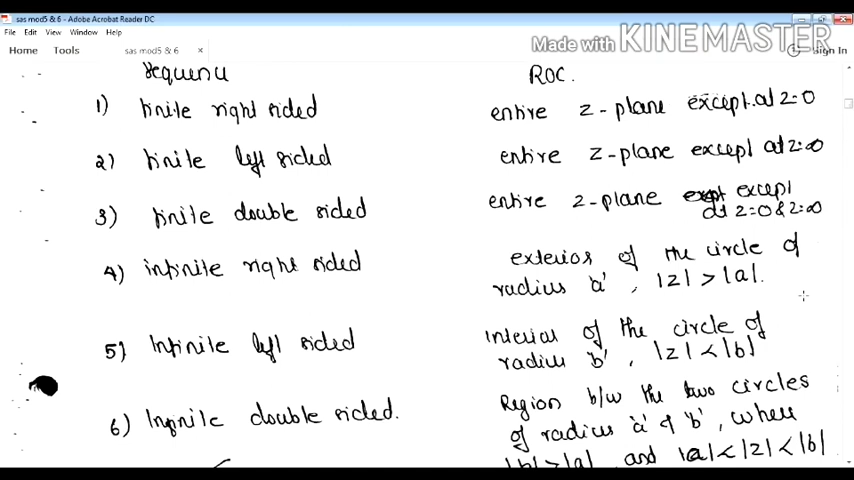 sas mod5 & 6 - Adobe Acrobat Reader DC
File Edit View Window Help
Home Tools sas mod5 & 6 × Sign In
Made with KINEMASTER
Sequence ROC.
1) finite right sided entire z-plane except at z=0
2) finite left sided entire z-plane except at z=∞
3) finite double sided entire z-plane except
at z=0 & z=∞
4) infinite right sided exterior of the circle of
radius 'a', |z| > |a|.
5) Infinite left sided Interior of the circle of
radius 'b', |z| < |b|
6) Infinite double sided. Region b/w the two circles
of radius 'a' & 'b', where
|b| > |a| and |a| < |z| < |b|